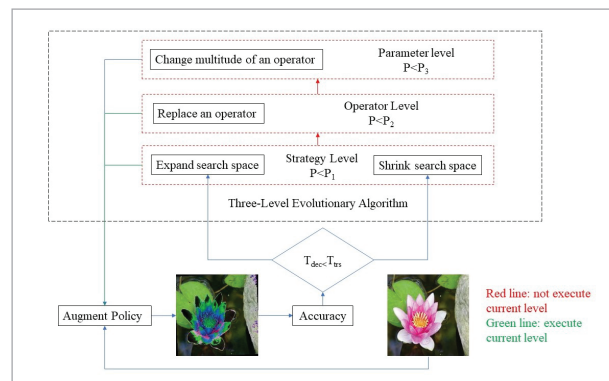 Change multitude of an operator
Parameter level
P<P3
Replace an operator
Operator Level
P<P2
Expand search space
Strategy Level
P<P1
Shrink search space
Three-Level Evolutionary Algorithm
Tdec<Ttrs
Augment Policy
Accuracy
Red line: not execute
current level
Green line: execute
current level